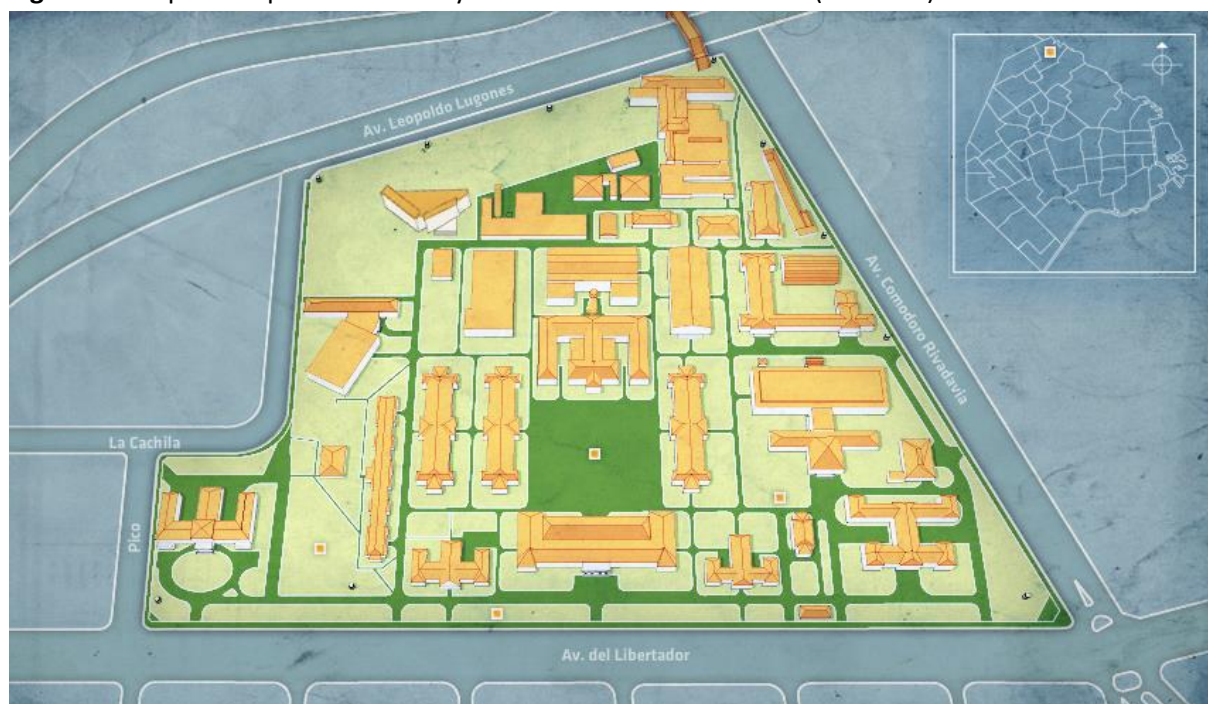 Av. Leopoldo Lugones
Av. Comodoro Rivadavia
La Cachila
Pico
Av. del Libertador